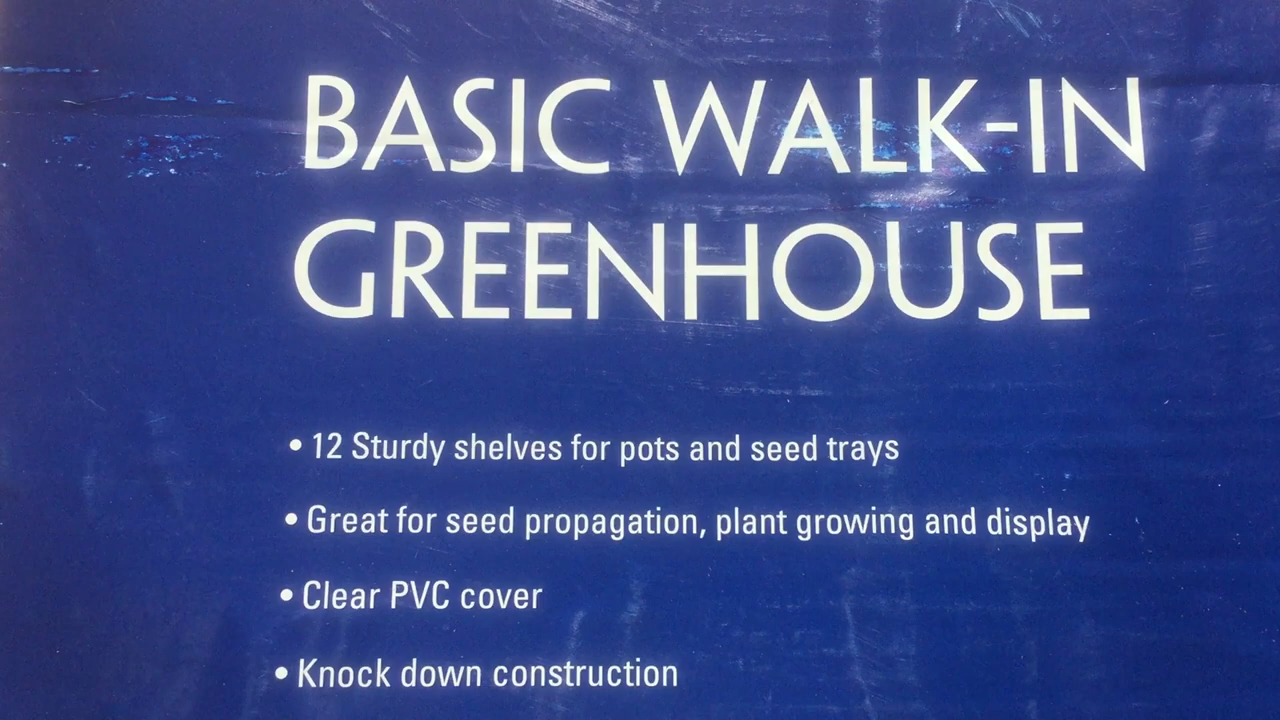 BASIC WALK-IN
GREENHOUSE
• 12 Sturdy shelves for pots and seed trays
• Great for seed propagation, plant growing and display
• Clear PVC cover
• Knock down construction